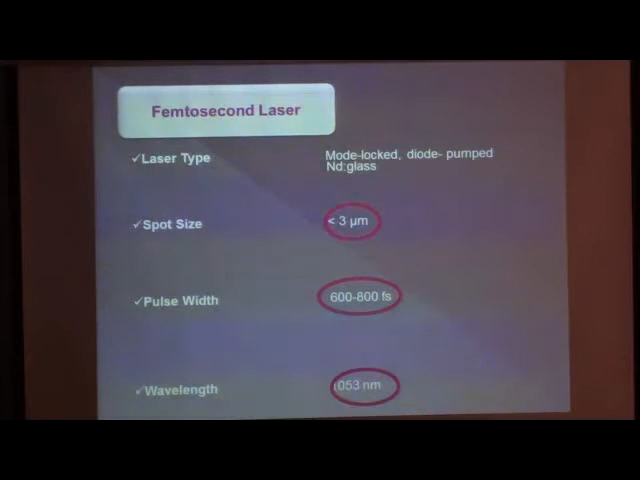 Femtosecond Laser
✓Laser Type Mode-locked, diode- pumped
Nd:glass
✓Spot Size < 3 µm
✓Pulse Width 600-800 fs
✓Wavelength 1053 nm